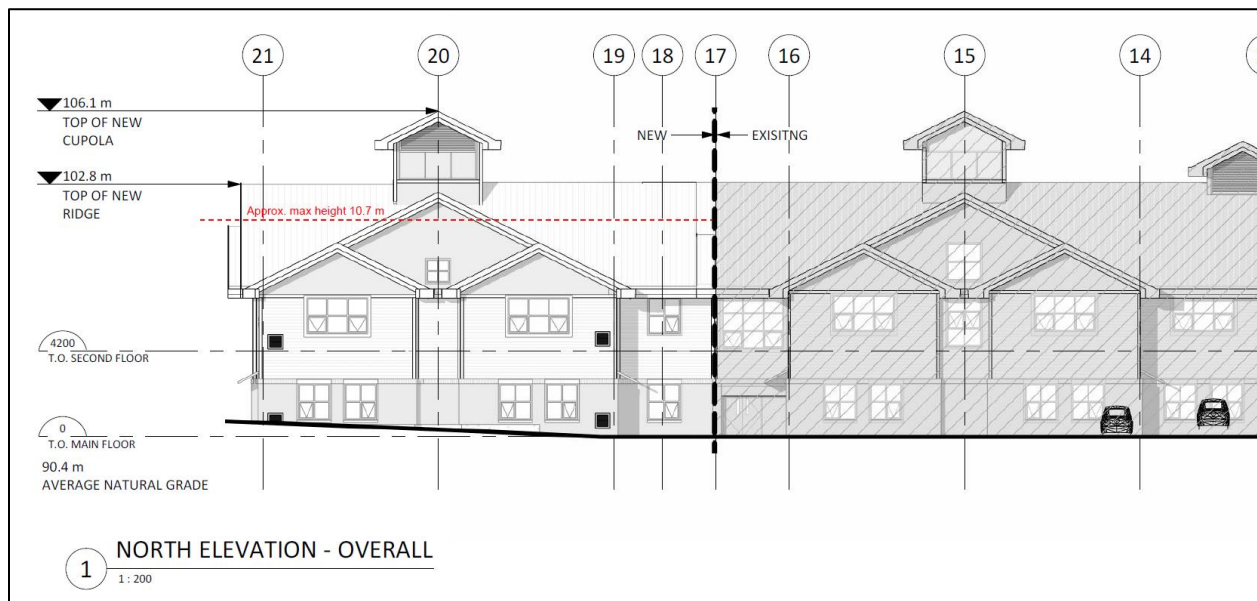 21 20 19 18 17 16 15 14
106.1 m
TOP OF NEW
CUPOLA
NEW EXISITNG
102.8 m
TOP OF NEW
RIDGE
Approx. max height 10.7 m
4200
T.O. SECOND FLOOR
0
T.O. MAIN FLOOR
90.4 m
AVERAGE NATURAL GRADE
1 NORTH ELEVATION - OVERALL
1 : 200